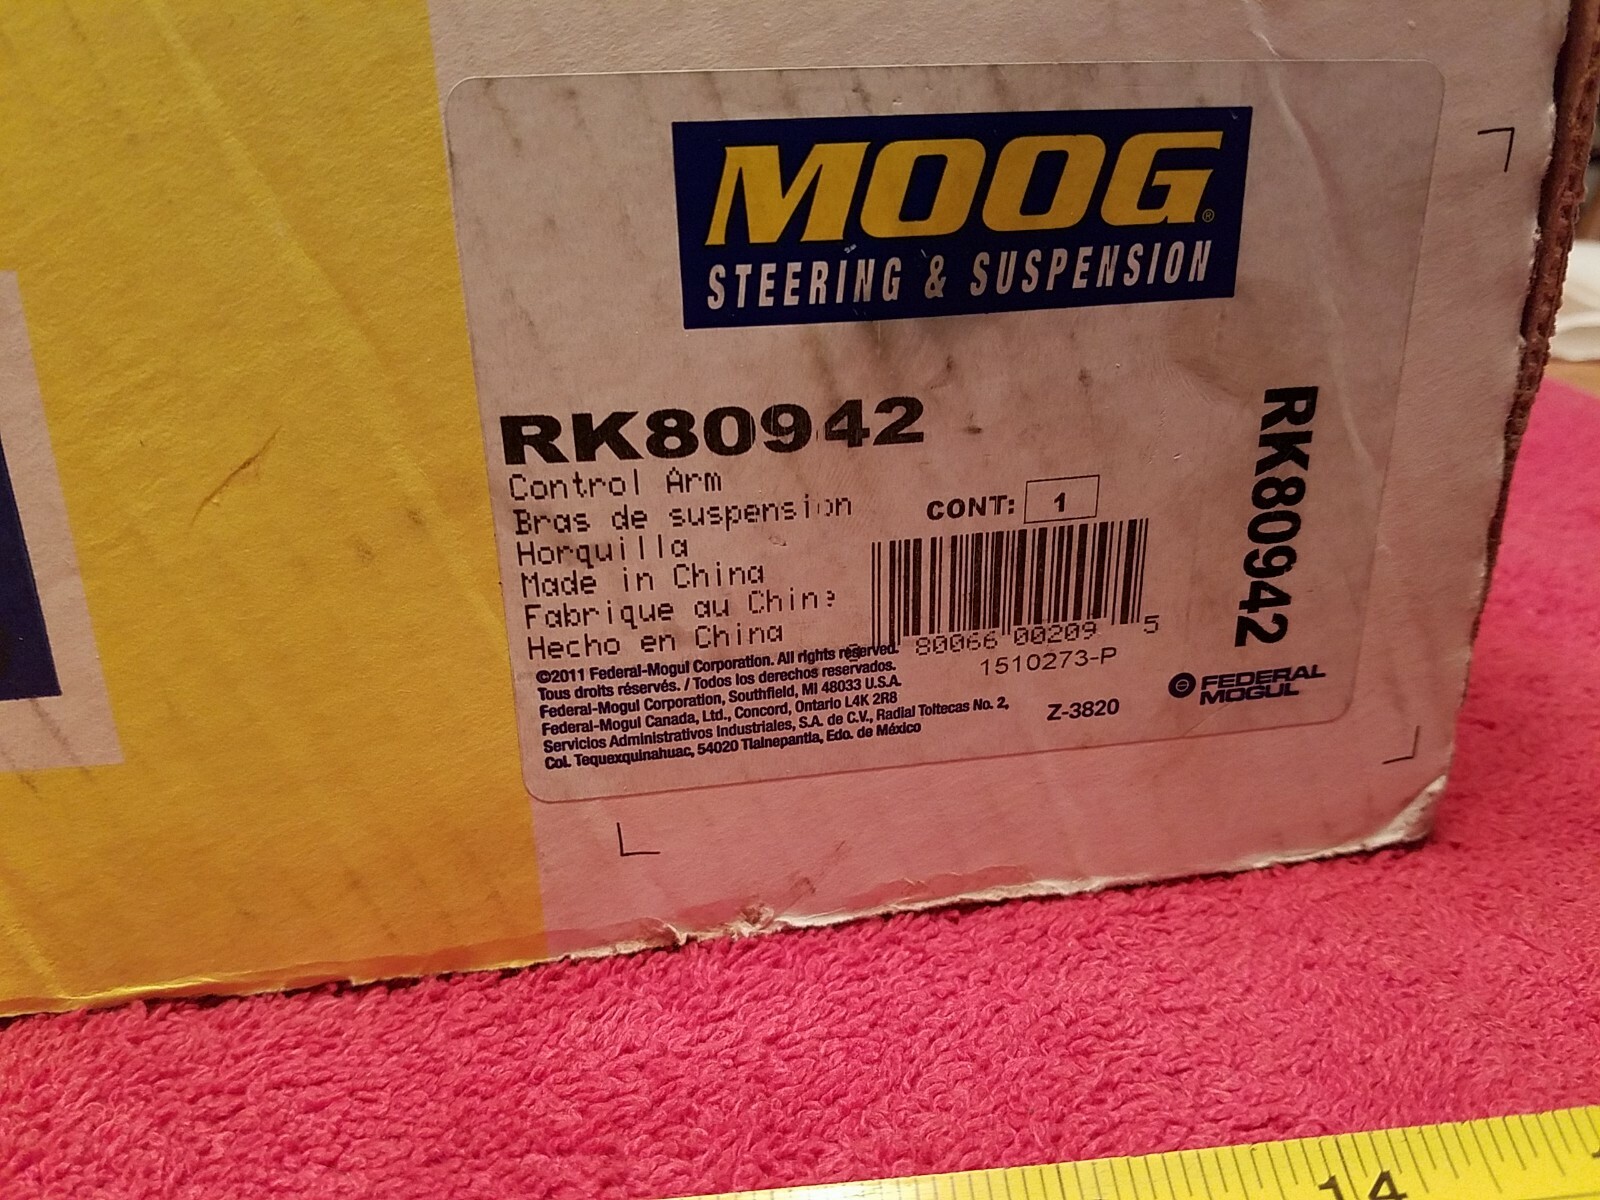 MOOG®
STEERING & SUSPENSION
RK80942
Control Arm
Bras de suspension
Horquilla
Made in China
Fabrique au Chine
Hecho en China
CONT: 1
80066 00209 5
1510273-P
©2011 Federal-Mogul Corporation. All rights reserved.
Tous droits réservés. / Todos los derechos reservados.
Federal-Mogul Corporation, Southfield, MI 48033 U.S.A.
Federal-Mogul Canada, Ltd., Concord, Ontario L4K 2R8
Servicios Administrativos Industriales, S.A. de C.V., Radial Toltecas No. 2,
Col. Tequexquinahuac, 54020 Tlalnepantla, Edo. de México
Z-3820
RK80942
FEDERAL
MOGUL
14